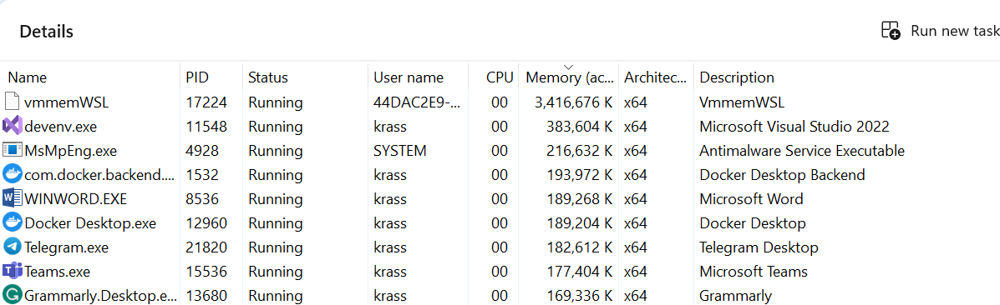 Details Run new task
Name PID Status User name CPU Memory (ac... Architec... Description
vmmemWSL 17224 Running 44DAC2E9-... 00 3,416,676 K x64 VmmemWSL
devenv.exe 11548 Running krass 00 383,604 K x64 Microsoft Visual Studio 2022
MsMpEng.exe 4928 Running SYSTEM 00 216,632 K x64 Antimalware Service Executable
com.docker.backend.... 1532 Running krass 00 193,972 K x64 Docker Desktop Backend
WINWORD.EXE 8536 Running krass 00 189,268 K x64 Microsoft Word
Docker Desktop.exe 12960 Running krass 00 189,204 K x64 Docker Desktop
Telegram.exe 21820 Running krass 00 182,612 K x64 Telegram Desktop
Teams.exe 15536 Running krass 00 177,404 K x64 Microsoft Teams
Grammarly.Desktop.e... 13680 Running krass 00 169,336 K x64 Grammarly